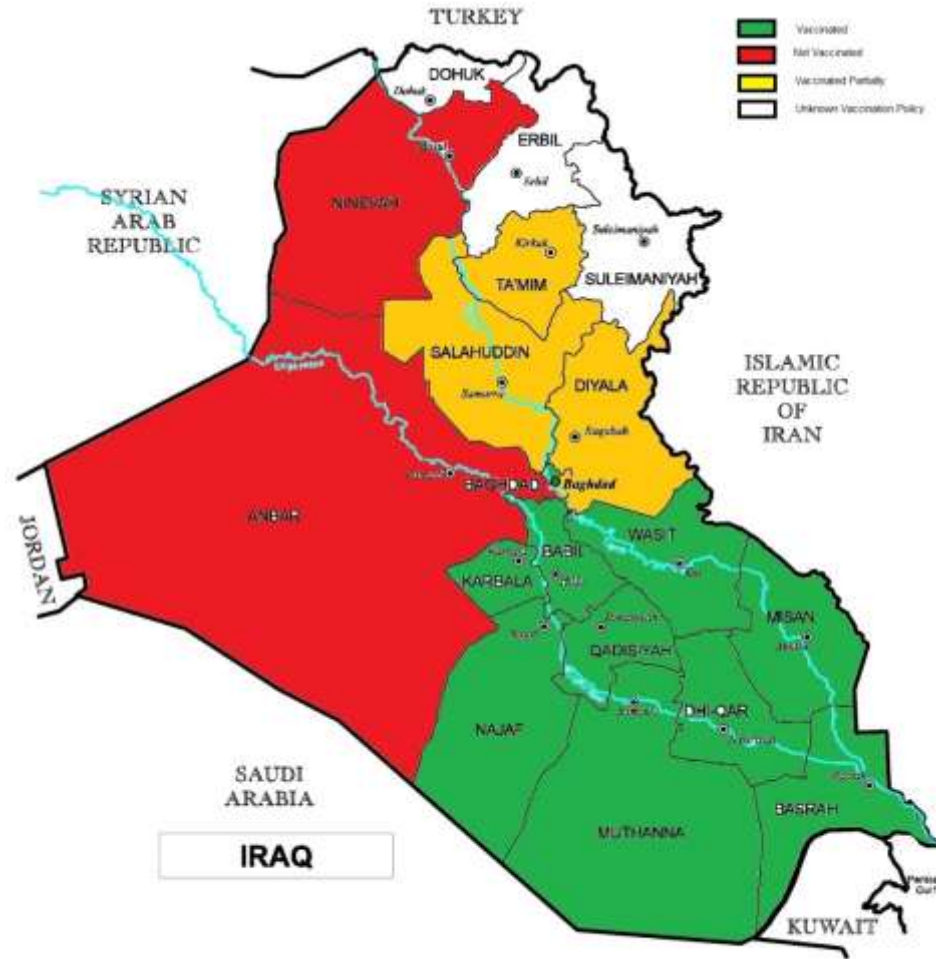 TURKEY
Vaccinated
Not Vaccinated
Vaccinated Partially
Unknown Vaccination Policy
DOHUK
Dohuk
ERBIL
SYRIAN
ARAB
REPUBLIC
NINEVAH
Kirkuk
Suleimaniyah
TA'MIM
SULEIMANIYAH
SALAHUDDIN
Samarra
DIYALA
ISLAMIC
REPUBLIC
OF
IRAN
BAGHDAD
Baghdad
JORDAN
ANBAR
WASIT
BABIL
KARBALA
MISAN
QADISIYAH
NAJAF
DHI-QAR
SAUDI
ARABIA
BASRAH
MUTHANNA
IRAQ
KUWAIT